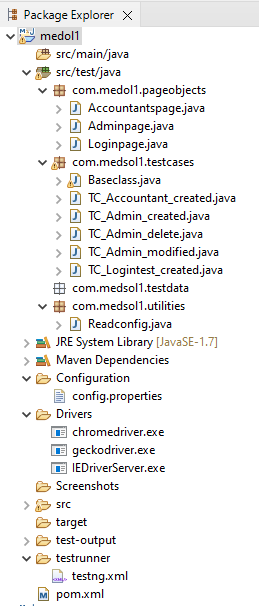 Package Explorer
medol1
src/main/java
src/test/java
com.medol1.pageobjects
Accountantspage.java
Adminpage.java
Loginpage.java
com.medsol1.testcases
Baseclass.java
TC_Accountant_created.java
TC_Admin_created.java
TC_Admin_delete.java
TC_Admin_modified.java
TC_Logintest_created.java
com.medsol1.testdata
com.medsol1.utilities
Readconfig.java
JRE System Library [JavaSE-1.7]
Maven Dependencies
Configuration
config.properties
Drivers
chromedriver.exe
geckodriver.exe
IEDriverServer.exe
Screenshots
src
target
test-output
testrunner
testng.xml
pom.xml